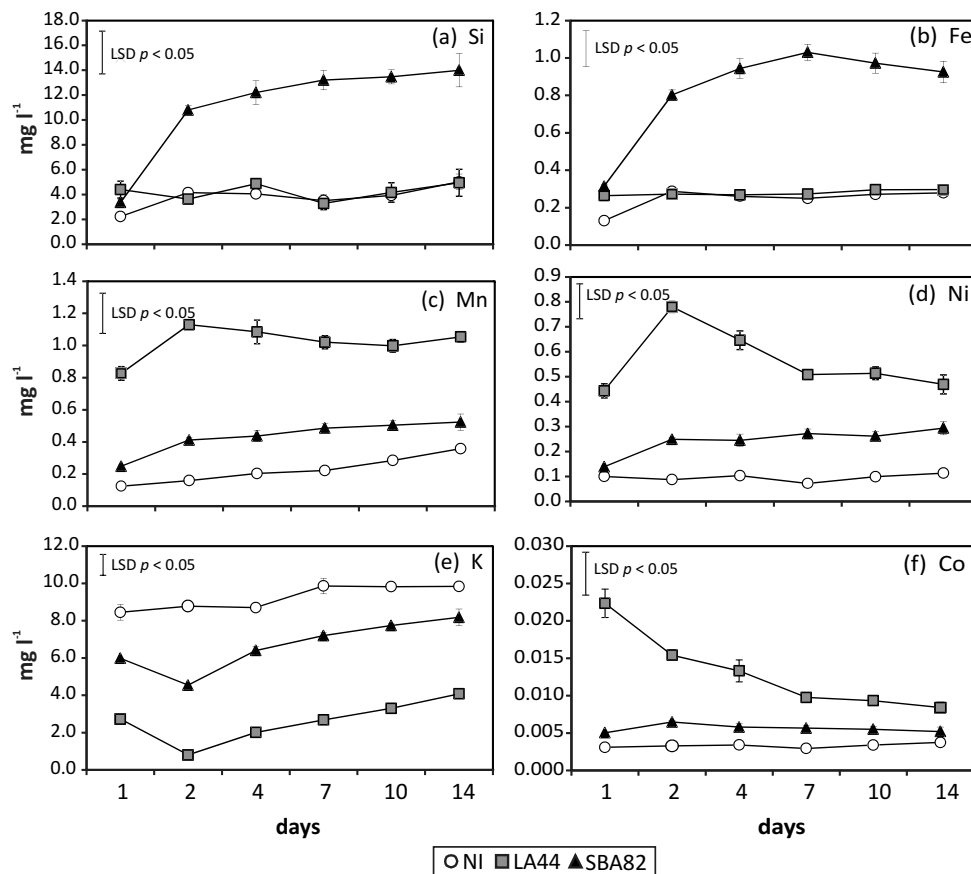 (a) Si
LSD p < 0.05
18.0
16.0
14.0
12.0
10.0
8.0
6.0
4.0
2.0
0.0
mg l-1
(b) Fe
LSD p < 0.05
1.2
1.0
0.8
0.6
0.4
0.2
0.0
(c) Mn
LSD p < 0.05
1.4
1.2
1.0
0.8
0.6
0.4
0.2
0.0
mg l-1
(d) Ni
LSD p < 0.05
0.9
0.8
0.7
0.6
0.5
0.4
0.3
0.2
0.1
0.0
(e) K
LSD p < 0.05
12.0
10.0
8.0
6.0
4.0
2.0
0.0
mg l-1
1 2 4 7 10 14
days
(f) Co
LSD p < 0.05
0.030
0.025
0.020
0.015
0.010
0.005
0.000
1 2 4 7 10 14
days
NI LA44 SBA82